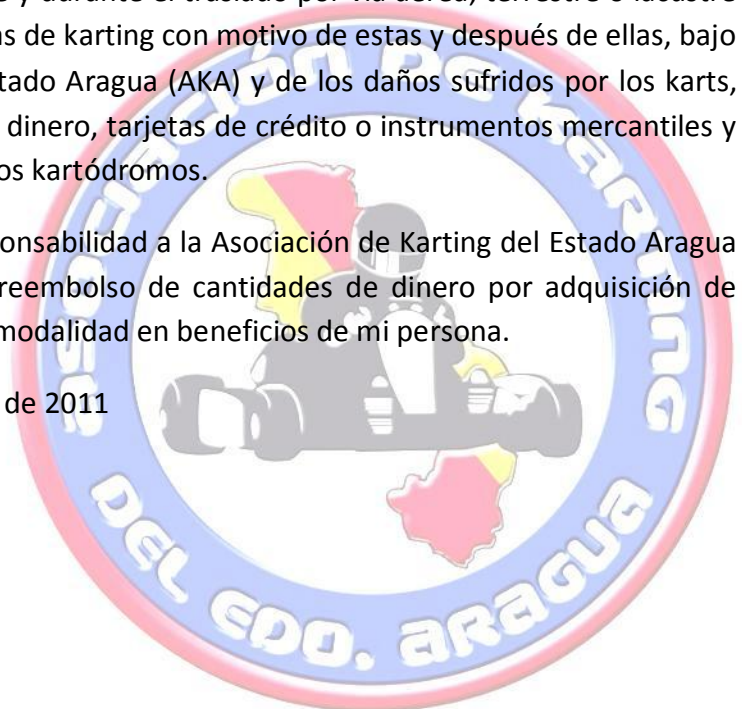 y durante el traslado por vía aérea, terrestre o lacustre
as de karting con motivo de estas y después de ellas, bajo
stado Aragua (AKA) y de los daños sufridos por los karts,
dinero, tarjetas de crédito o instrumentos mercantiles y
os kartódromos.
ponsabilidad a la Asociación de Karting del Estado Aragua
reembolso de cantidades de dinero por adquisición de
modalidad en beneficios de mi persona.
de 2011
ASOCIACIÓN DE KARTING
DEL EDO. ARAGUA